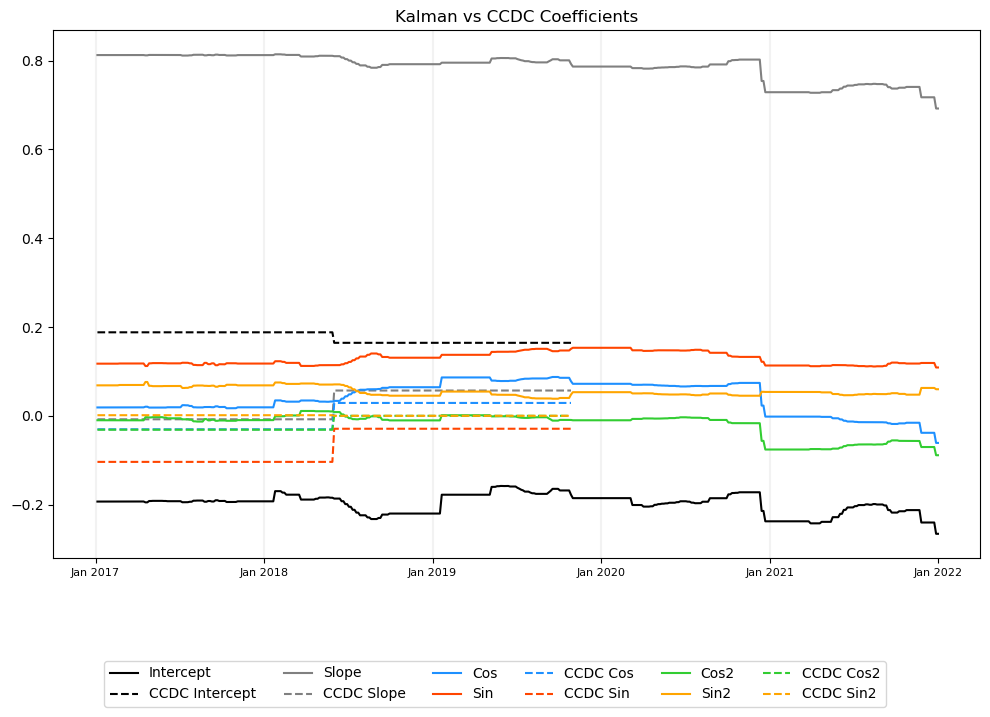 Kalman vs CCDC Coefficients
0.8
0.6
0.4
0.2
0.0
−0.2
Jan 2017 Jan 2018 Jan 2019 Jan 2020 Jan 2021 Jan 2022
Intercept Slope Cos CCDC Cos Cos2 CCDC Cos2
CCDC Intercept CCDC Slope Sin CCDC Sin Sin2 CCDC Sin2